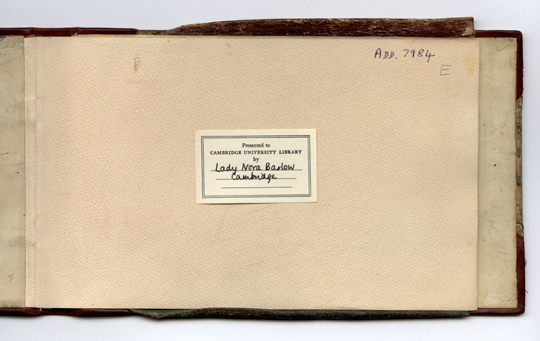 ADD. 7984
E
Presented to
CAMBRIDGE UNIVERSITY LIBRARY
by
Lady Nora Barlow
Cambridge